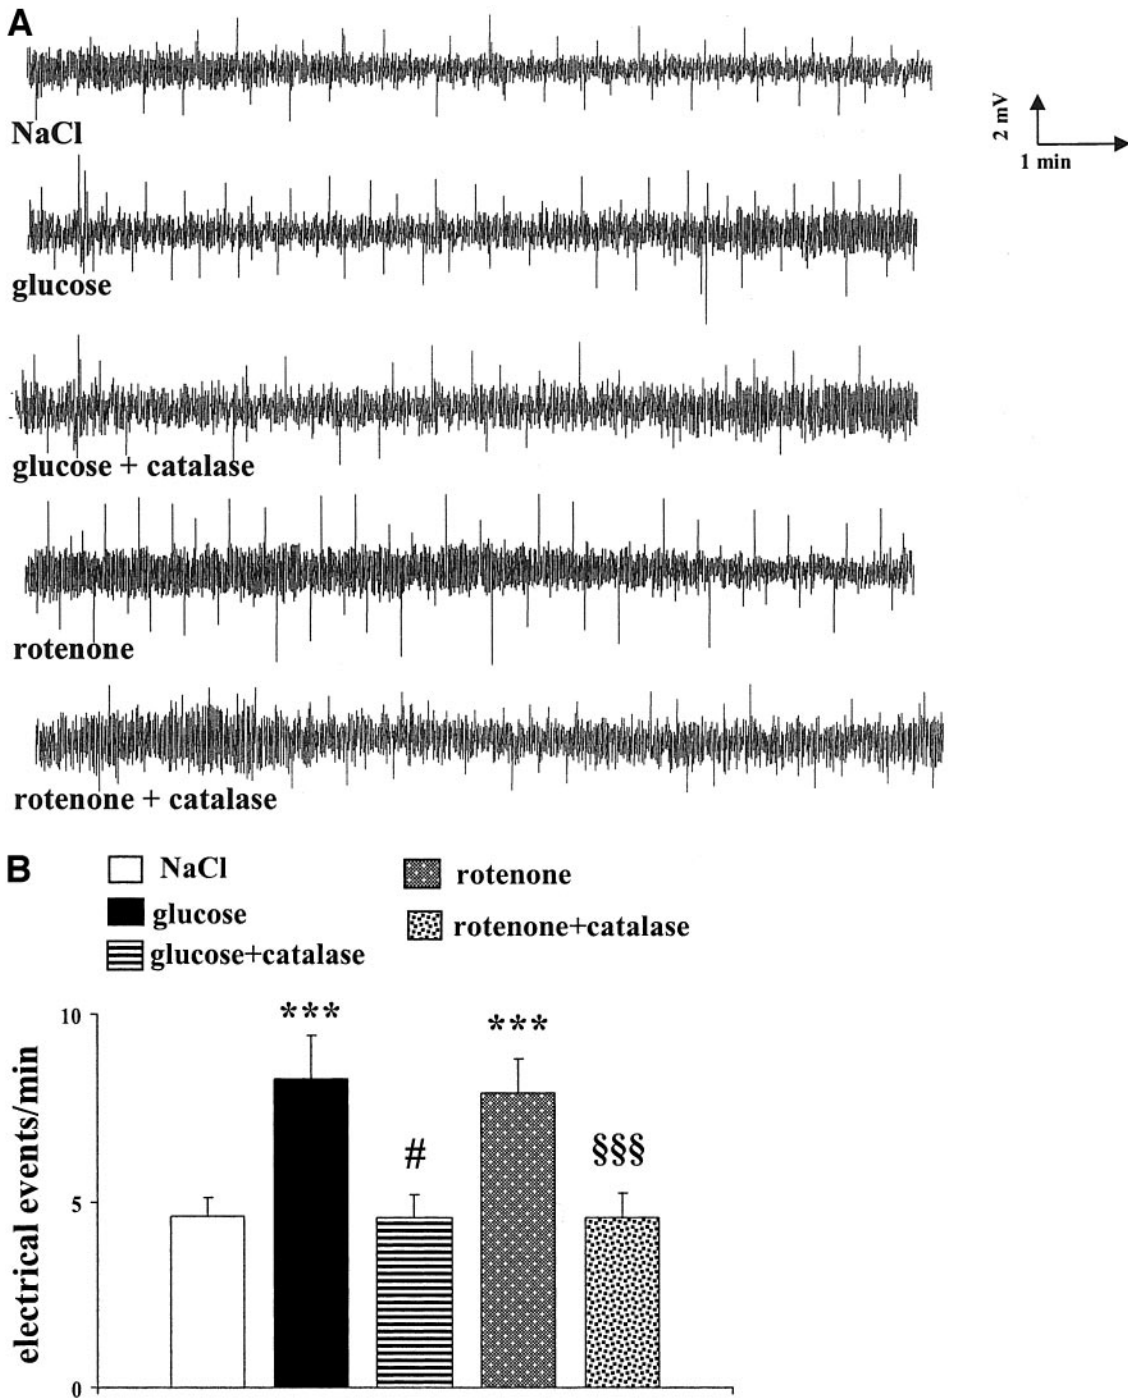 A
NaCl
2 mV
1 min
glucose
glucose + catalase
rotenone
rotenone + catalase
B
NaCl
rotenone
glucose
rotenone+catalase
glucose+catalase
electrical events/min
10
5
0
***
***
#
§§§